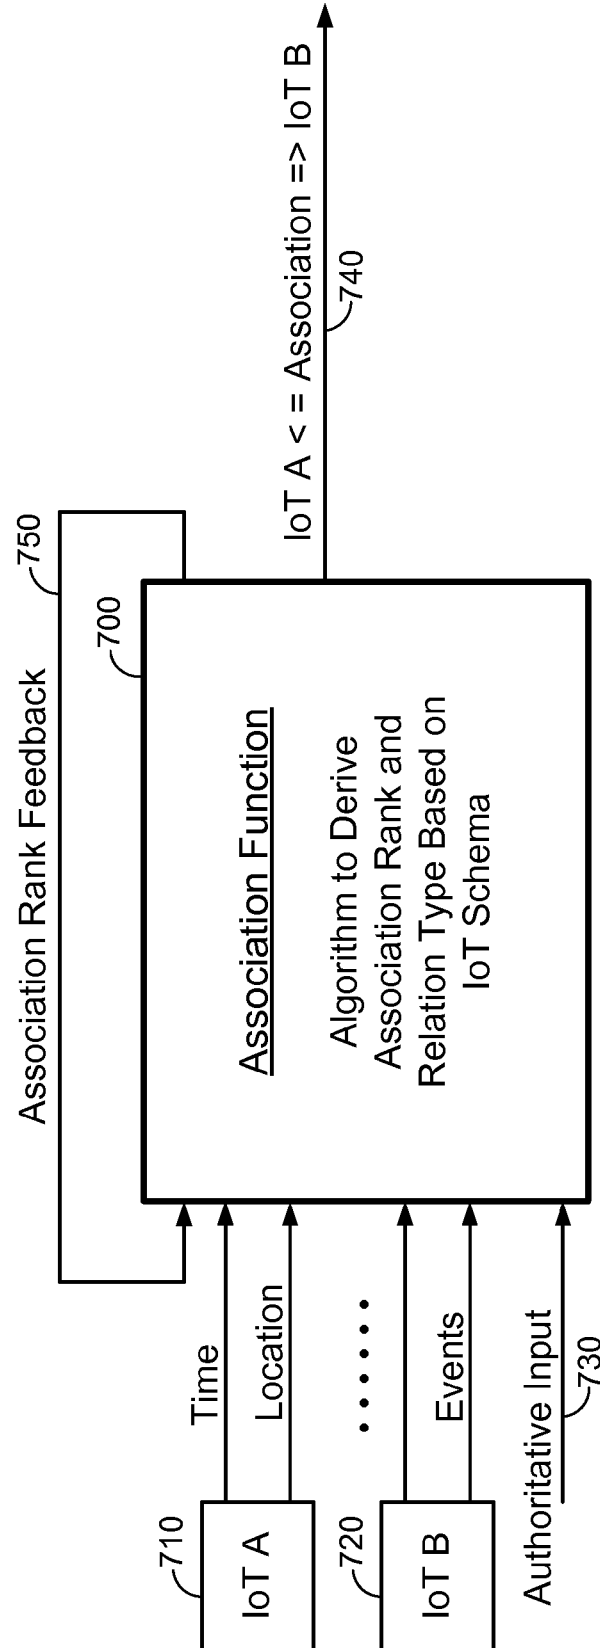 Association Rank Feedback
750
700
Association Function
Algorithm to Derive
Association Rank and
Relation Type Based on
IoT Schema
710
IoT A
Time
Location
. . . . . .
720
IoT B
Events
Authoritative Input
730
IoT A < = Association => IoT B
740